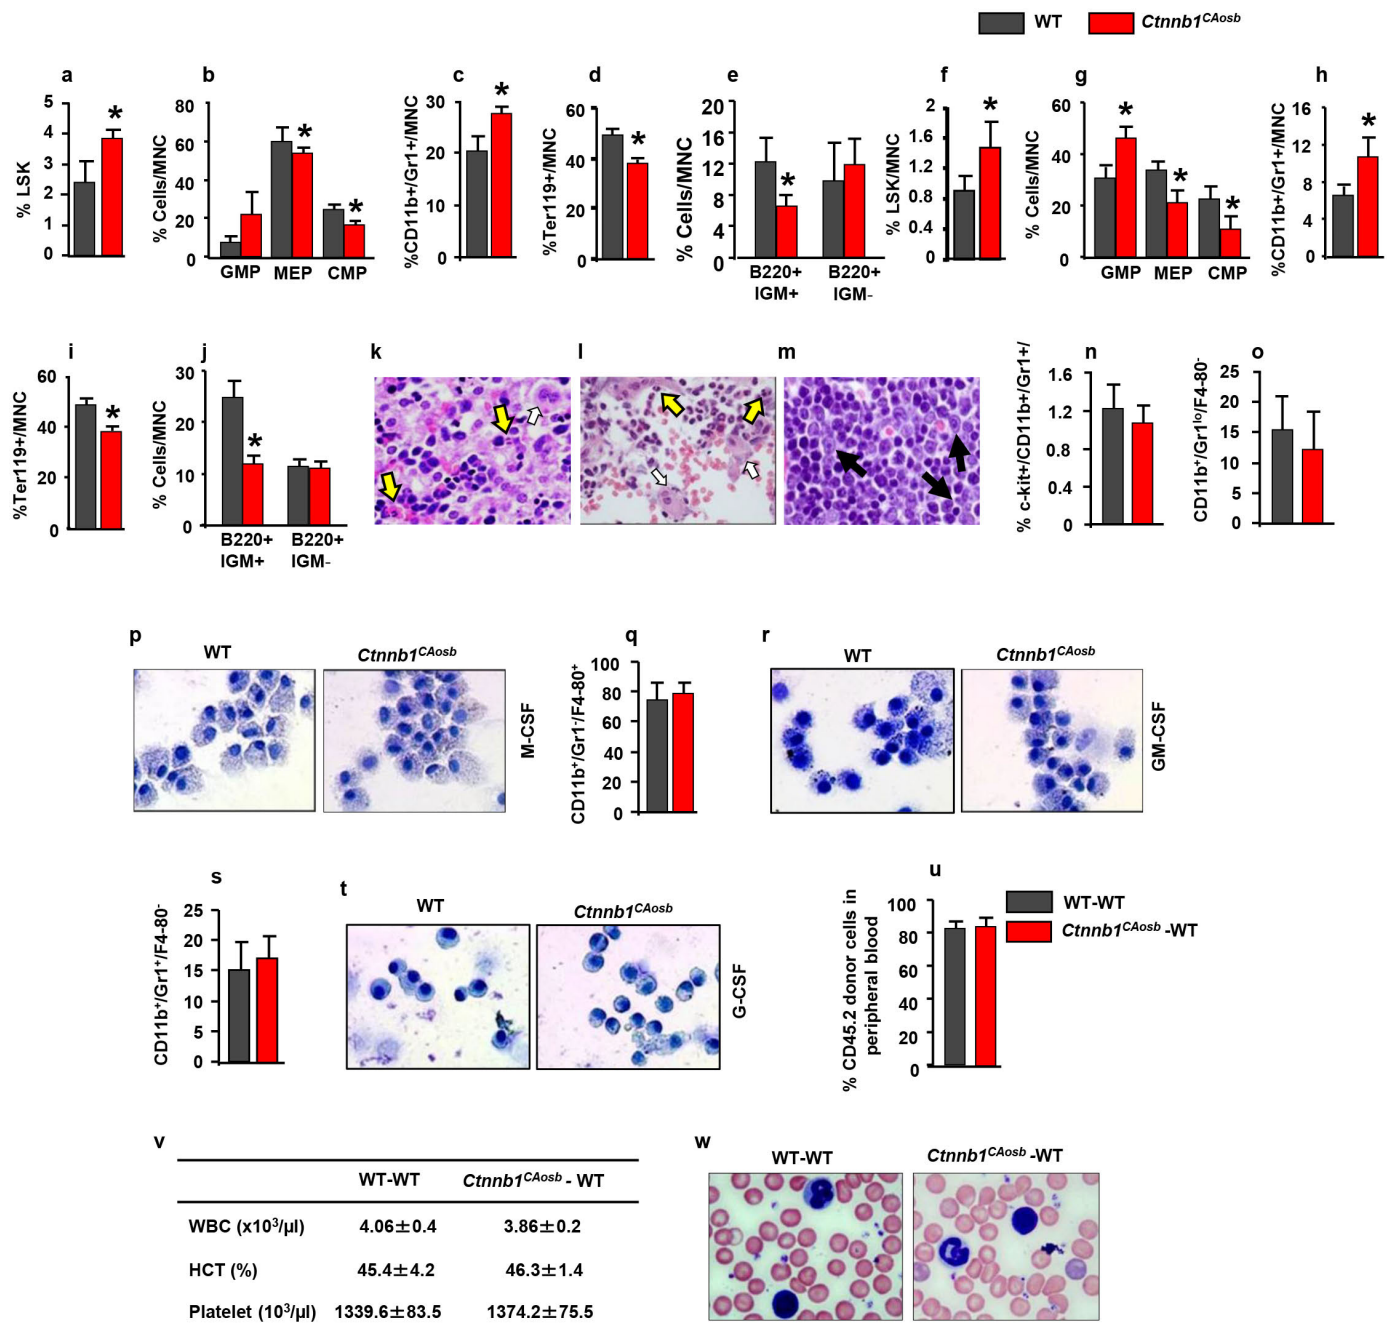 WT Ctnnb1CAosb
a b c d e f g h
% LSK
5
4
3
2
1
0
*
% Cells/MNC
80
60
40
20
0
*
*
GMP MEP CMP
%CD11b+/Gr1+/MNC
30
20
10
0
*
%Ter119+/MNC
60
40
20
0
*
% Cells/MNC
20
16
12
8
4
0
*
B220+ B220+
IGM+ IGM-
% LSK/MNC
2
1.6
1.2
0.8
0.4
0
*
% Cells/MNC
60
40
20
0
*
*
*
GMP MEP CMP
%CD11b+/Gr1+/MNC
16
12
8
4
0
*
i j k l m n o
%Ter119+/MNC
60
40
20
0
*
% Cells/MNC
30
20
10
0
*
B220+ B220+
IGM+ IGM-
% c-kit+/CD11b+/Gr1+/
1.6
1.2
0.8
0.4
0
CD11b+/Gr1lo/F4-80-
25
20
15
10
5
0
p q r
WT Ctnnb1CAosb
M-CSF
CD11b+/Gr1-/F4-80+
100
80
60
40
20
0
WT Ctnnb1CAosb
GM-CSF
s t u
CD11b+/Gr1+/F4-80-
25
20
15
10
5
0
WT Ctnnb1CAosb
G-CSF
% CD45.2 donor cells in
peripheral blood
100
80
60
40
20
0
WT-WT
Ctnnb1CAosb -WT
v w
WT-WT Ctnnb1CAosb - WT
WBC (x103/µl) 4.06±0.4 3.86±0.2
HCT (%) 45.4±4.2 46.3±1.4
Platelet (103/µl) 1339.6±83.5 1374.2±75.5
WT-WT Ctnnb1CAosb -WT